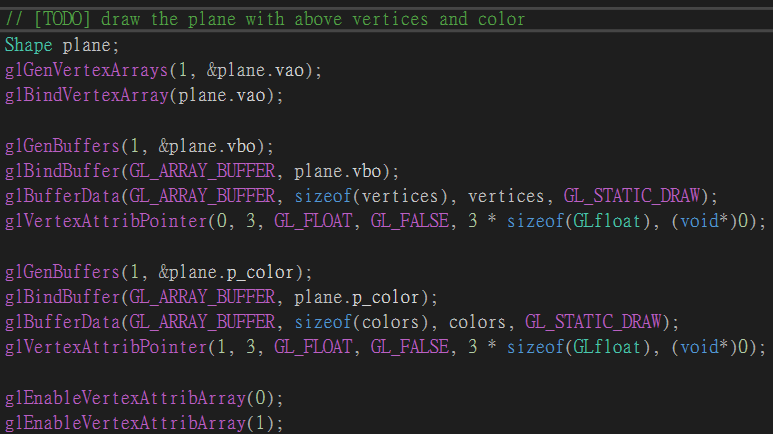 // [TODO] draw the plane with above vertices and color
Shape plane;
glGenVertexArrays(1, &plane.vao);
glBindVertexArray(plane.vao);
glGenBuffers(1, &plane.vbo);
glBindBuffer(GL_ARRAY_BUFFER, plane.vbo);
glBufferData(GL_ARRAY_BUFFER, sizeof(vertices), vertices, GL_STATIC_DRAW);
glVertexAttribPointer(0, 3, GL_FLOAT, GL_FALSE, 3 * sizeof(GLfloat), (void*)0);
glGenBuffers(1, &plane.p_color);
glBindBuffer(GL_ARRAY_BUFFER, plane.p_color);
glBufferData(GL_ARRAY_BUFFER, sizeof(colors), colors, GL_STATIC_DRAW);
glVertexAttribPointer(1, 3, GL_FLOAT, GL_FALSE, 3 * sizeof(GLfloat), (void*)0);
glEnableVertexAttribArray(0);
glEnableVertexAttribArray(1);